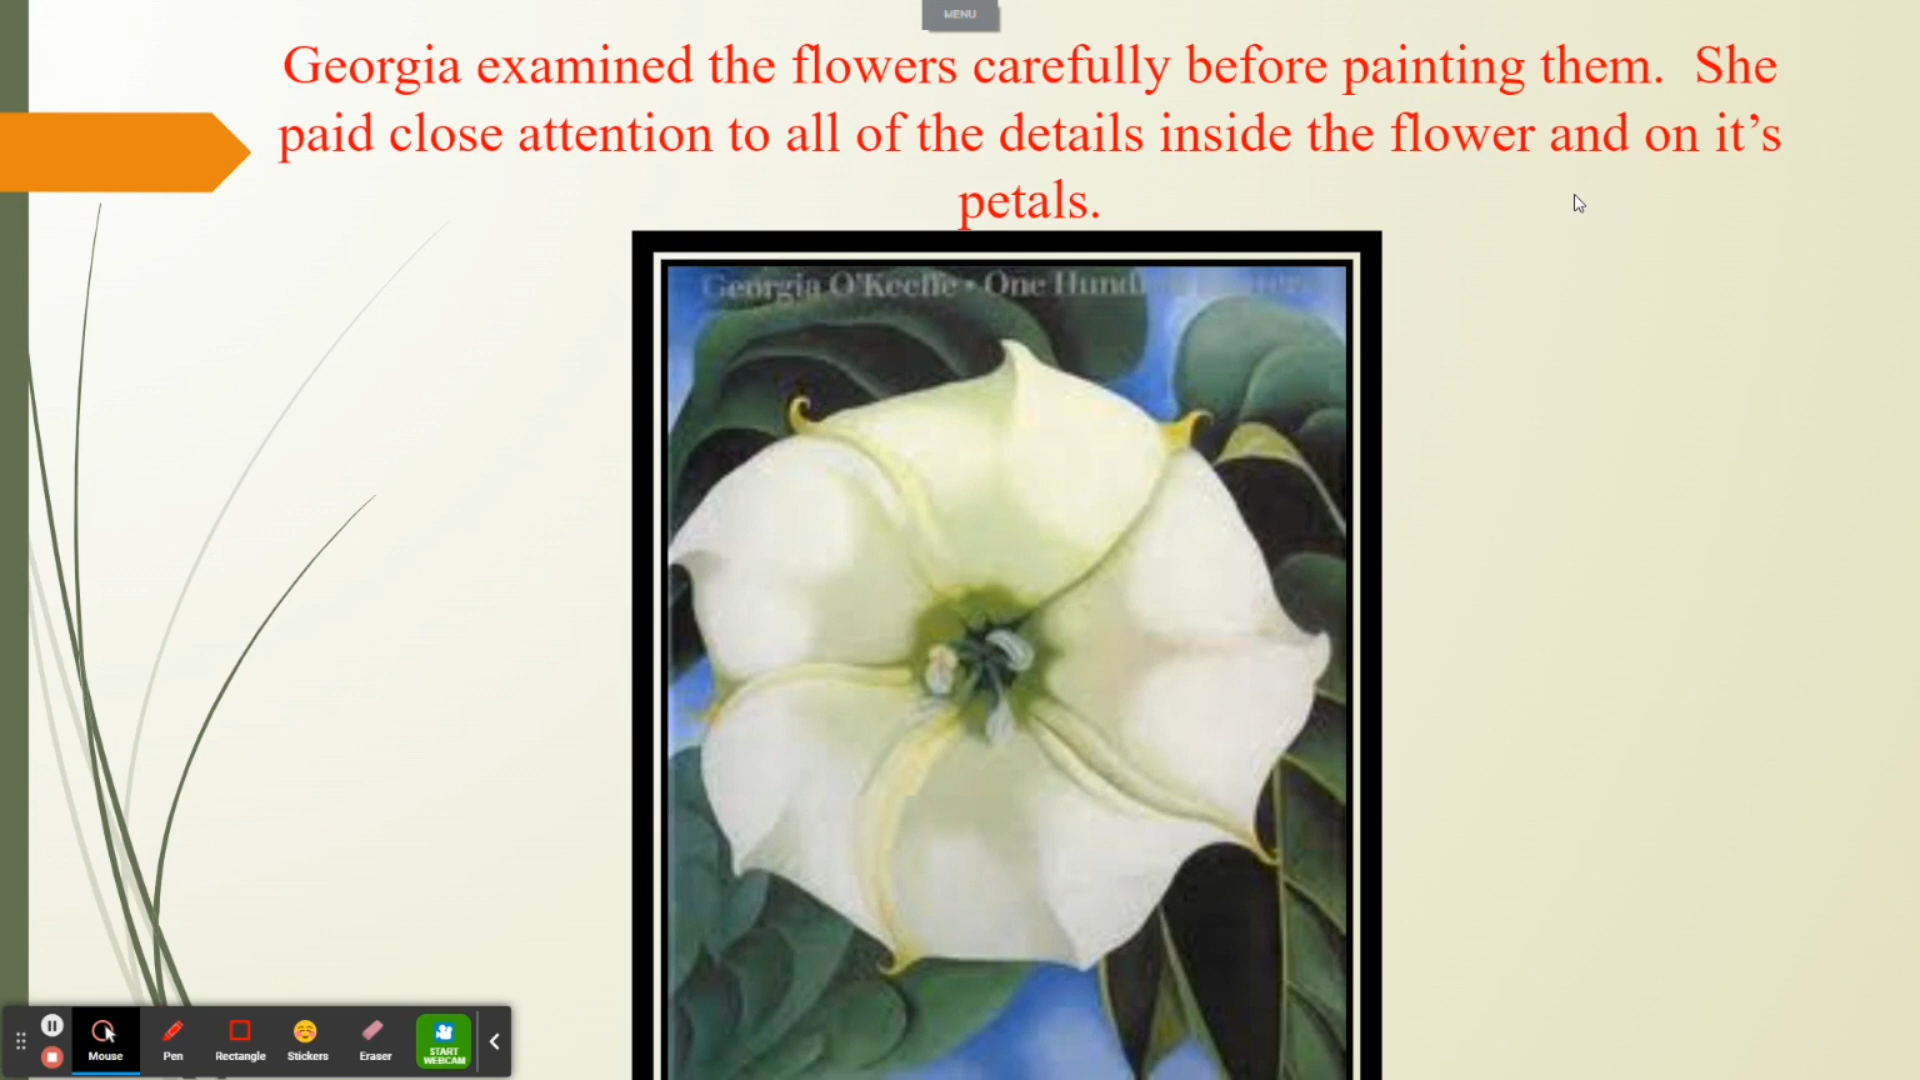 MENU
Georgia examined the flowers carefully before painting them. She
paid close attention to all of the details inside the flower and on it’s
petals.
Georgia O'Keeffe • One
Mouse
Pen
Rectangle
Stickers
Eraser
START
WEBCAM